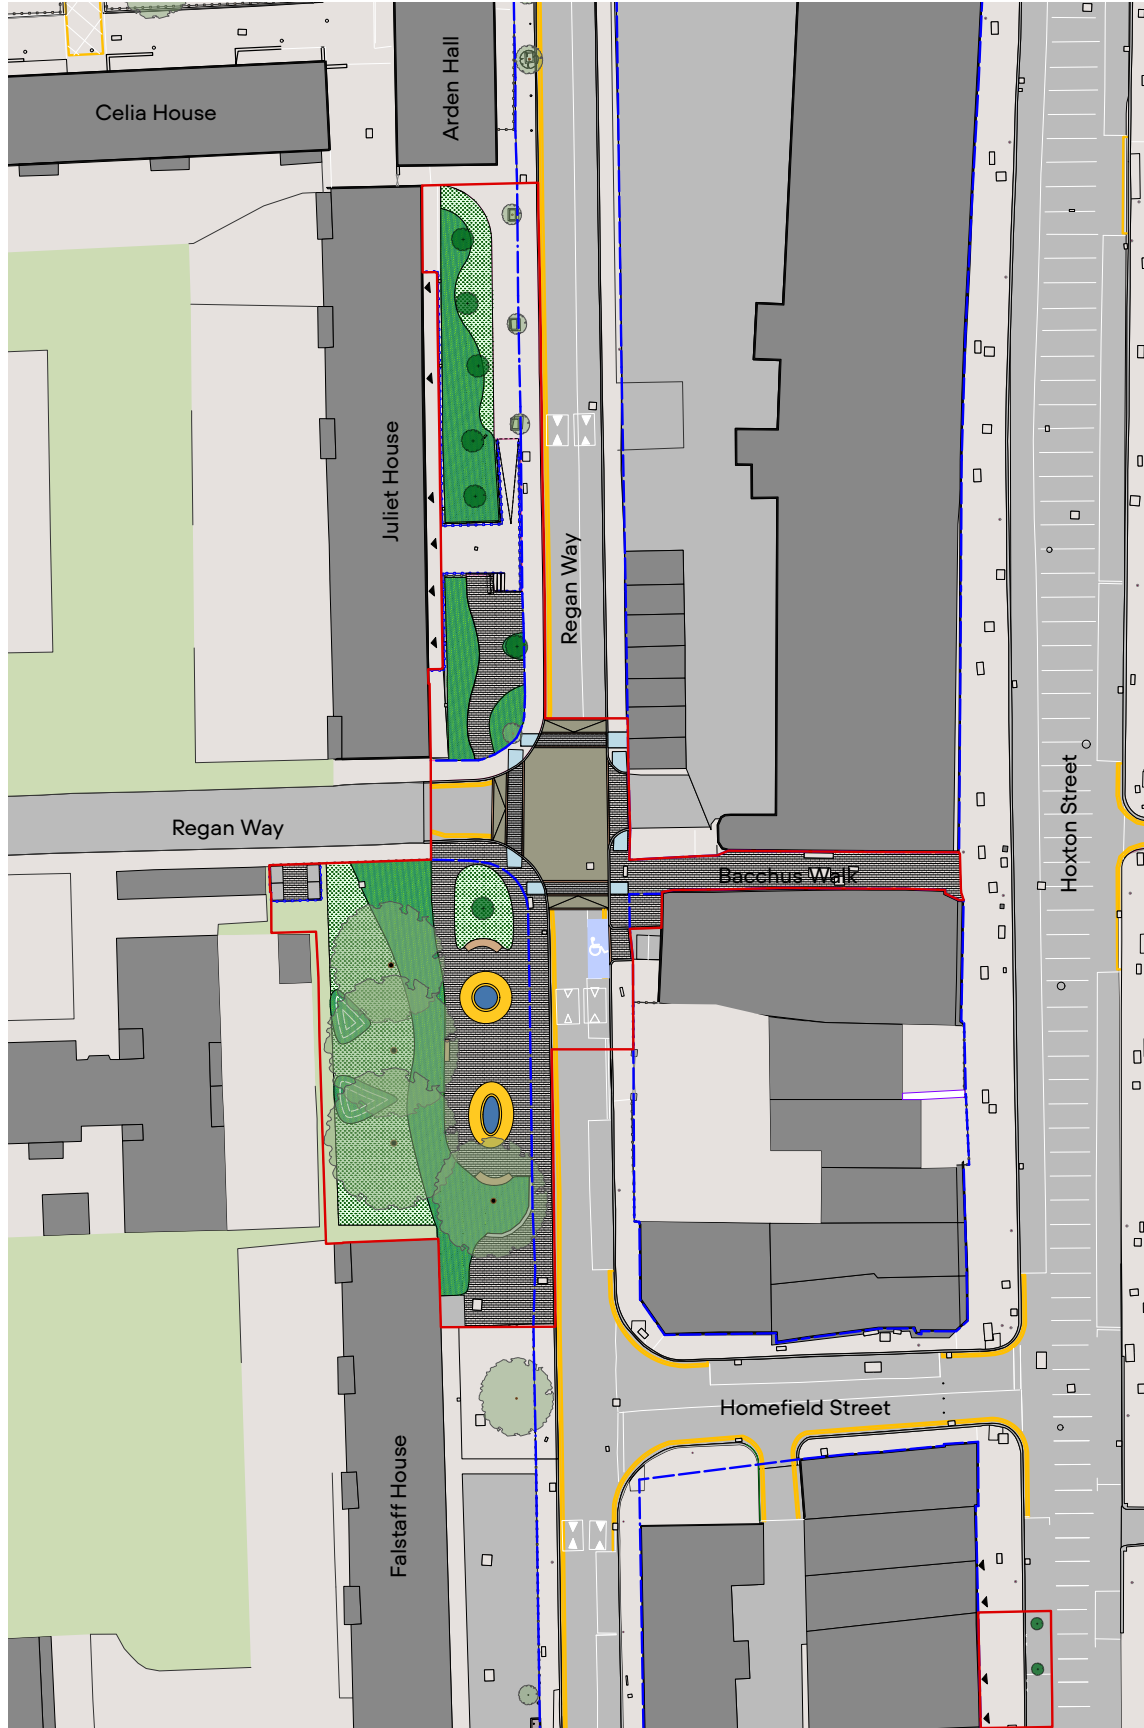 Arden Hall
Celia House
Juliet House
Regan Way
Regan Way
Hoxton Street
Bacchus Walk
Homefield Street
Falstaff House